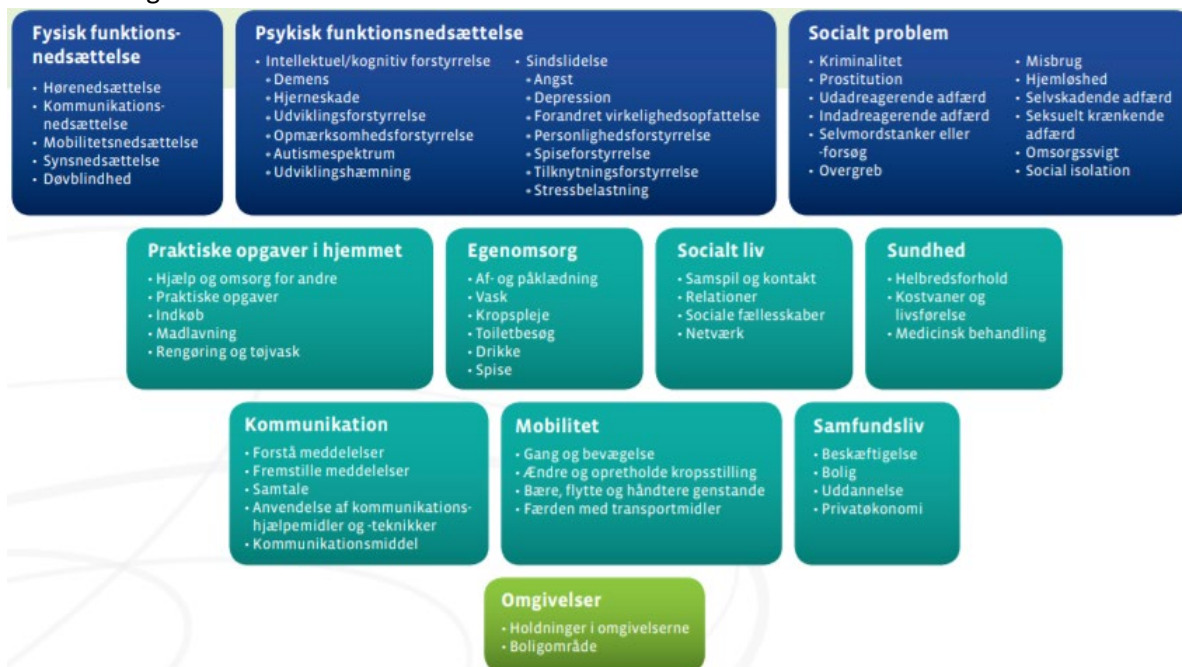 Fysisk funktions-
nedsættelse
• Hørenedsættelse
• Kommunikations-
nedsættelse
• Mobilitetsnedsættelse
• Synsnedsættelse
• Døvblindhed
Psykisk funktionsnedsættelse
• Intellektuel/kognitiv forstyrrelse
• Demens
• Hjerneskade
• Udviklingsforstyrrelse
• Opmærksomhedsforstyrrelse
• Autismespektrum
• Udviklingshæmning
• Sindslidelse
• Angst
• Depression
• Forandret virkelighedsopfattelse
• Personlighedsforstyrrelse
• Spiseforstyrrelse
• Tilknytningsforstyrrelse
• Stressbelastning
Socialt problem
• Kriminalitet
• Prostitution
• Udadreagerende adfærd
• Indadreagerende adfærd
• Selvmordstanker eller
-forsøg
• Overgreb
• Misbrug
• Hjemløshed
• Selvskadende adfærd
• Seksuelt krænkende
adfærd
• Omsorgssvigt
• Social isolation
Praktiske opgaver i hjemmet
• Hjælp og omsorg for andre
• Praktiske opgaver
• Indkøb
• Madlavning
• Rengøring og tøjvask
Egenomsorg
• Af- og påklædning
• Vask
• Kropspleje
• Toiletbesøg
• Drikke
• Spise
Socialt liv
• Samspil og kontakt
• Relationer
• Sociale fællesskaber
• Netværk
Sundhed
• Helbredsforhold
• Kostvaner og
livsførelse
• Medicinsk behandling
Kommunikation
• Forstå meddelelser
• Fremstille meddelelser
• Samtale
• Anvendelse af kommunikations-
hjælpemidler og -teknikker
• Kommunikationsmiddel
Mobilitet
• Gang og bevægelse
• Ændre og opretholde kropsstilling
• Bære, flytte og håndtere genstande
• Færden med transportmidler
Samfundsliv
• Beskæftigelse
• Bolig
• Uddannelse
• Privatøkonomi
Omgivelser
• Holdninger i omgivelserne
• Boligområde